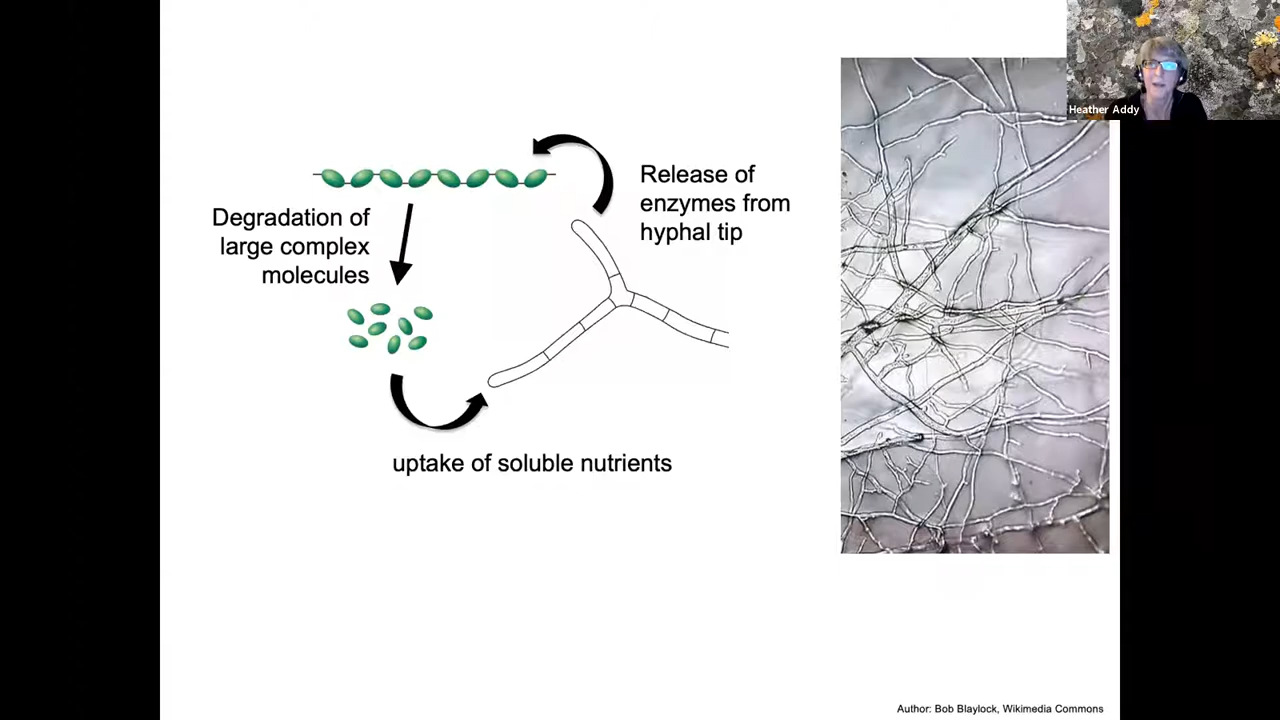 Heather Addy
Release of
enzymes from
hyphal tip
Degradation of
large complex
molecules
uptake of soluble nutrients
Author: Bob Blaylock, Wikimedia Commons